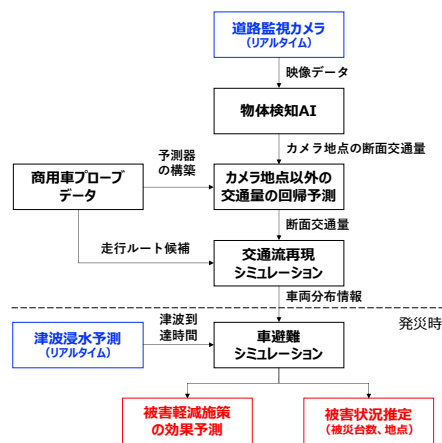 道路監視カメラ
（リアルタイム）
映像データ
物体検知AI
カメラ地点の断面交通量
予測器
の構築
商用車プローブ
データ
カメラ地点以外の
交通量の回帰予測
断面交通量
走行ルート候補
交通流再現
シミュレーション
車両分布情報
発災時
津波到
達時間
津波浸水予測
（リアルタイム）
車避難
シミュレーション
被害軽減施策
の効果予測
被害状況推定
（被災台数、地点）